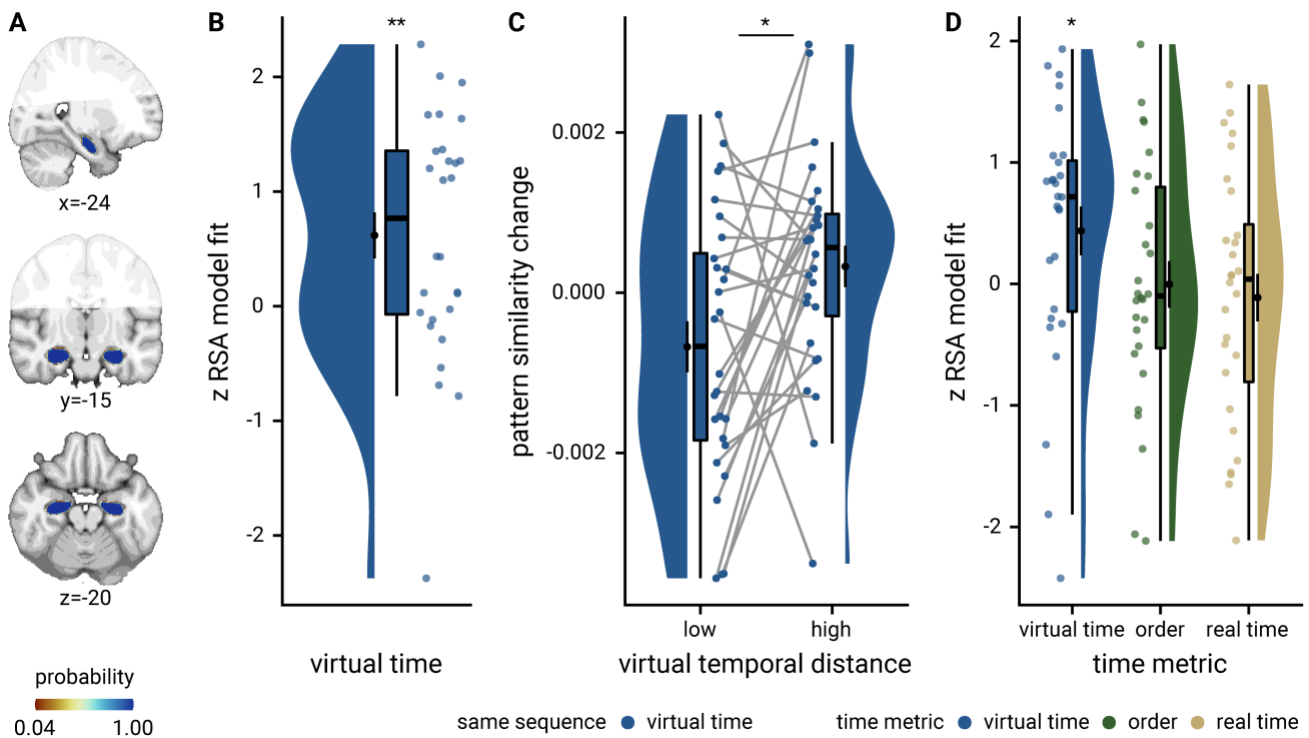 A
x=-24
y=-15
z=-20
probability
0.04 1.00
B
**
z RSA model fit
2
1
0
-1
-2
virtual time
C
*
pattern similarity change
0.002
0.000
-0.002
low high
virtual temporal distance
same sequence virtual time
D
*
z RSA model fit
2
1
0
-1
-2
virtual time order real time
time metric
time metric virtual time order real time